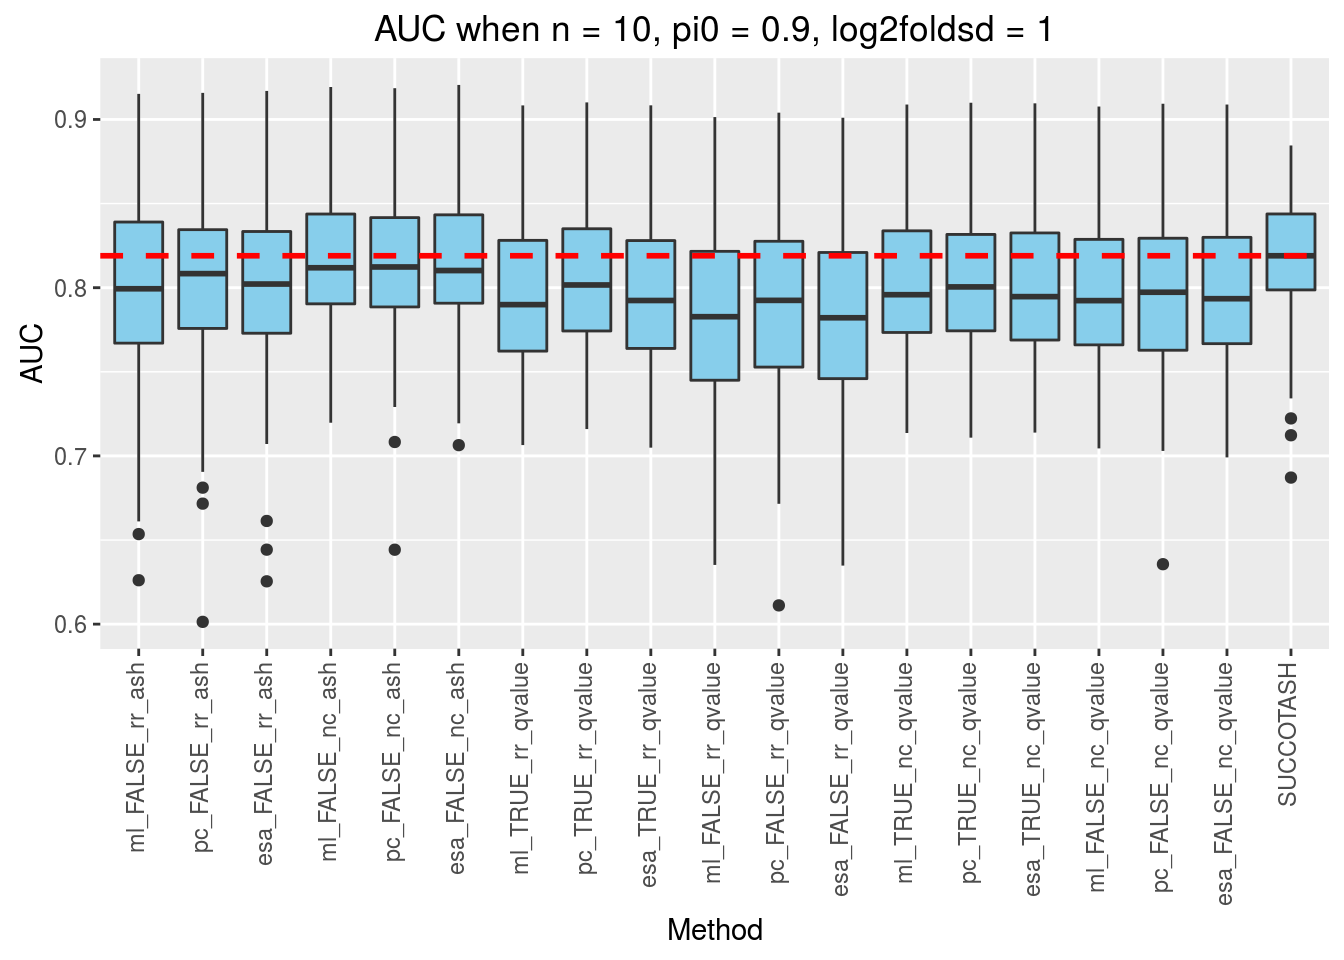 AUC when n = 10, pi0 = 0.9, log2foldsd = 1
AUC
0.9
0.8
0.7
0.6
ml_FALSE_rr_ash
pc_FALSE_rr_ash
esa_FALSE_rr_ash
ml_FALSE_nc_ash
pc_FALSE_nc_ash
esa_FALSE_nc_ash
ml_TRUE_rr_qvalue
pc_TRUE_rr_qvalue
esa_TRUE_rr_qvalue
ml_FALSE_rr_qvalue
pc_FALSE_rr_qvalue
esa_FALSE_rr_qvalue
ml_TRUE_nc_qvalue
pc_TRUE_nc_qvalue
esa_TRUE_nc_qvalue
ml_FALSE_nc_qvalue
pc_FALSE_nc_qvalue
esa_FALSE_nc_qvalue
SUCCOTASH
Method